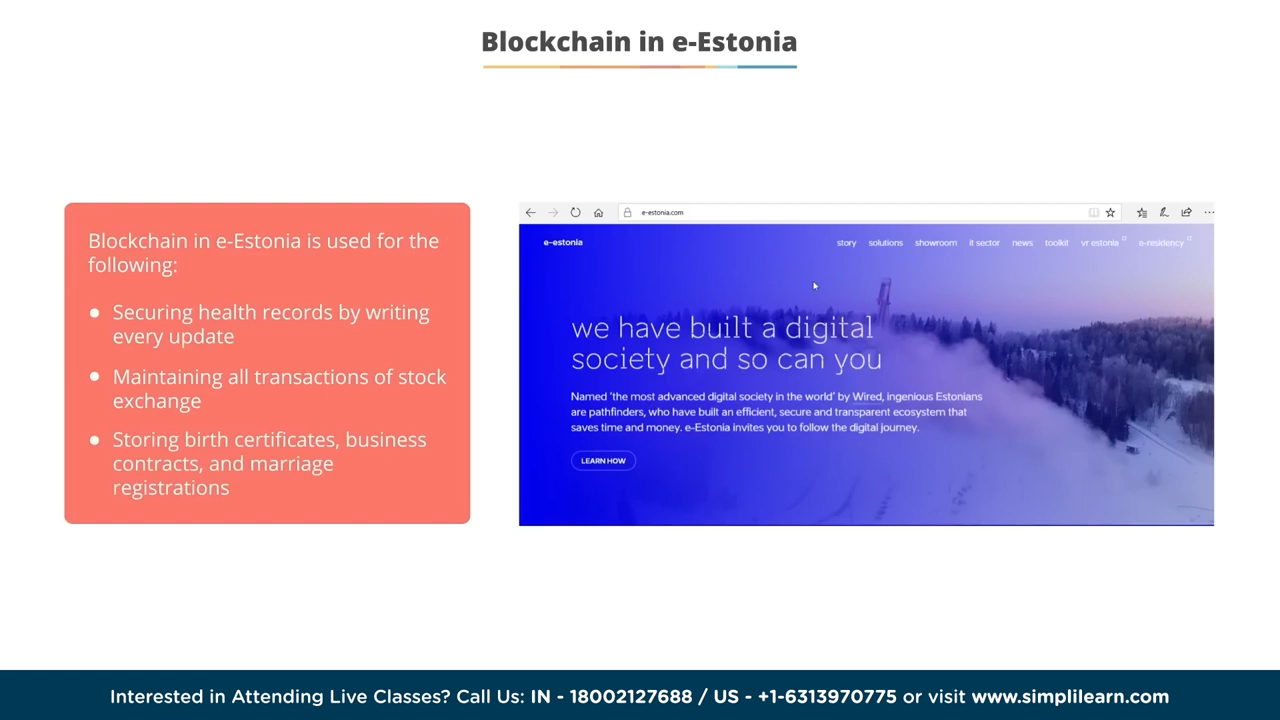 Blockchain in e-Estonia
Blockchain in e-Estonia is used for the
following:
● Securing health records by writing
every update
● Maintaining all transactions of stock
exchange
● Storing birth certificates, business
contracts, and marriage
registrations
e-estonia.com
e-estonia
story solutions showroom it sector news toolkit vr estonia e-residency
we have built a digital
society and so can you
Named 'the most advanced digital society in the world' by Wired, ingenious Estonians
are pathfinders, who have built an efficient, secure and transparent ecosystem that
saves time and money. e-Estonia invites you to follow the digital journey.
LEARN HOW
Interested in Attending Live Classes? Call Us: IN - 18002127688 / US - +1-6313970775 or visit www.simplilearn.com